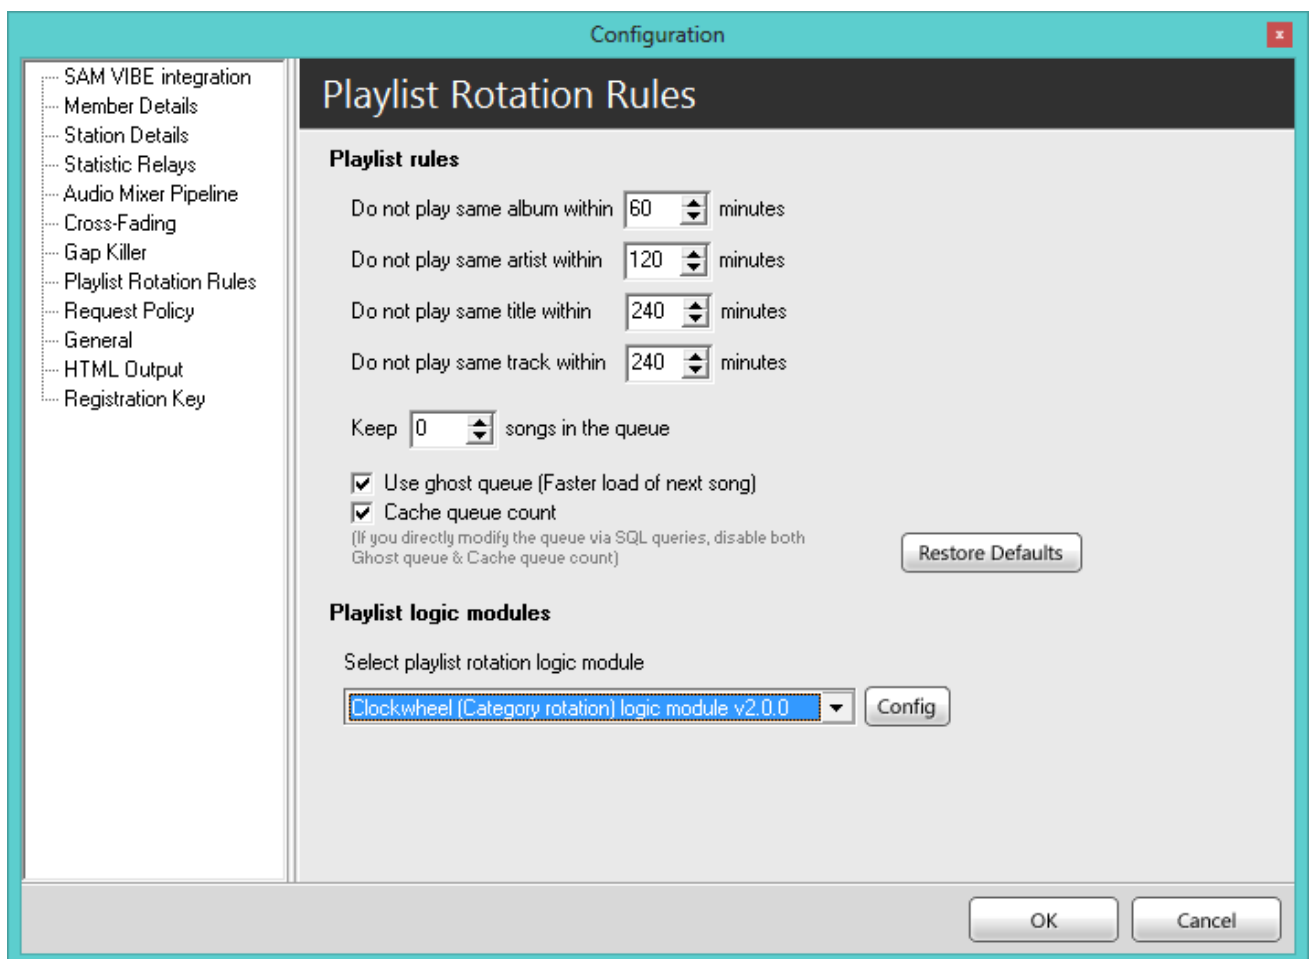 Configuration
x
SAM VIBE integration
Member Details
Station Details
Statistic Relays
Audio Mixer Pipeline
Cross-Fading
Gap Killer
Playlist Rotation Rules
Request Policy
General
HTML Output
Registration Key
Playlist Rotation Rules
Playlist rules
Do not play same album within 60 minutes
Do not play same artist within 120 minutes
Do not play same title within 240 minutes
Do not play same track within 240 minutes
Keep 0 songs in the queue
Use ghost queue (Faster load of next song)
Cache queue count
(If you directly modify the queue via SQL queries, disable both
Ghost queue & Cache queue count)
Restore Defaults
Playlist logic modules
Select playlist rotation logic module
Clockwheel (Category rotation) logic module v2.0.0
Config
OK
Cancel